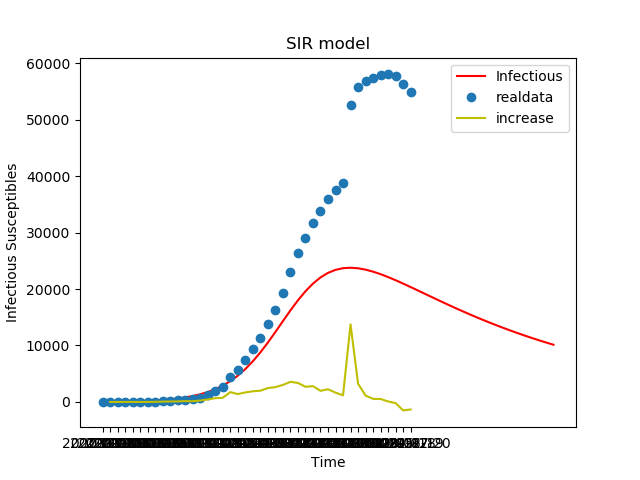 SIR model
60000
50000
40000
30000
20000
10000
0
Infectious Susceptibles
Infectious
realdata
increase
Time